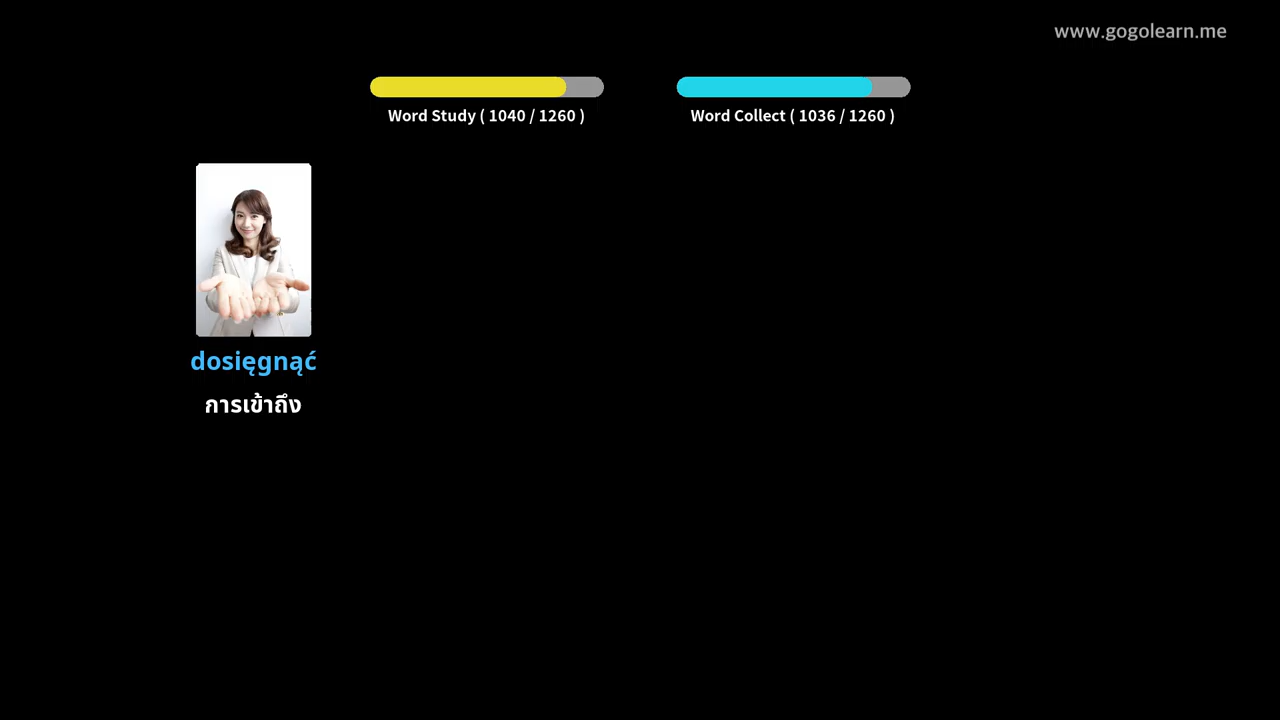 www.gogolearn.me
Word Study ( 1040 / 1260 )
Word Collect ( 1036 / 1260 )
dosięgnąć
การเข้าถึง